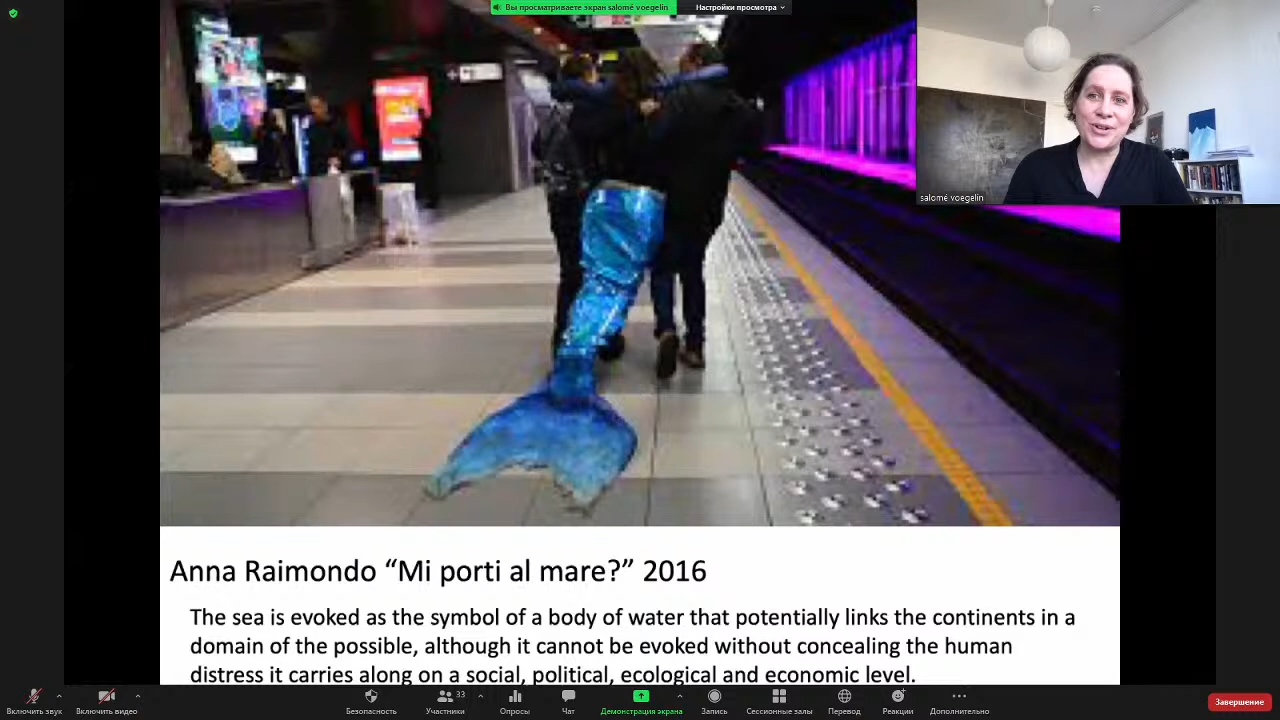 Вы просматриваете экран salomé voegelin
Настройки просмотра
salomé voegelin
Anna Raimondo “Mi porti al mare?” 2016
The sea is evoked as the symbol of a body of water that potentially links the continents in a
domain of the possible, although it cannot be evoked without concealing the human
distress it carries along on a social, political, ecological and economic level.
Включить звук
Включить видео
Безопасность
33
Участники
Опросы
Чат
Демонстрация экрана
Запись
Сессионные залы
Перевод
Реакции
Дополнительно
Завершение